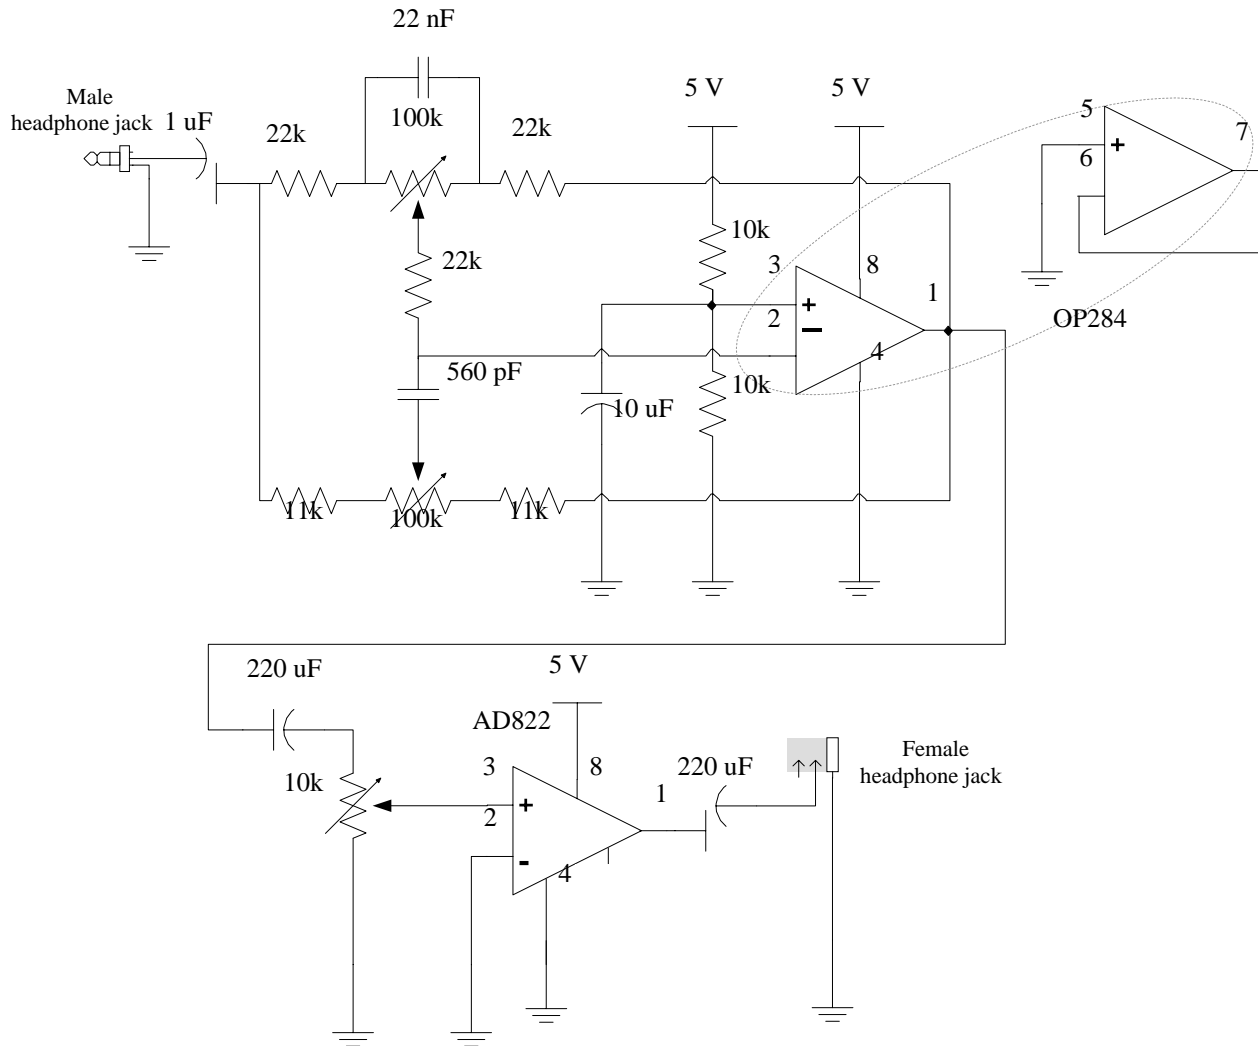 22 nF
Male
headphone jack
1 uF
22k
100k
22k
5 V
5 V
5
+
6
7
22k
10k
3
8
1
+
2
4
OP284
560 pF
10 uF
10k
11k
100k
11k
220 uF
5 V
AD822
10k
3
8
+
2
-
4
1
220 uF
Female
headphone jack